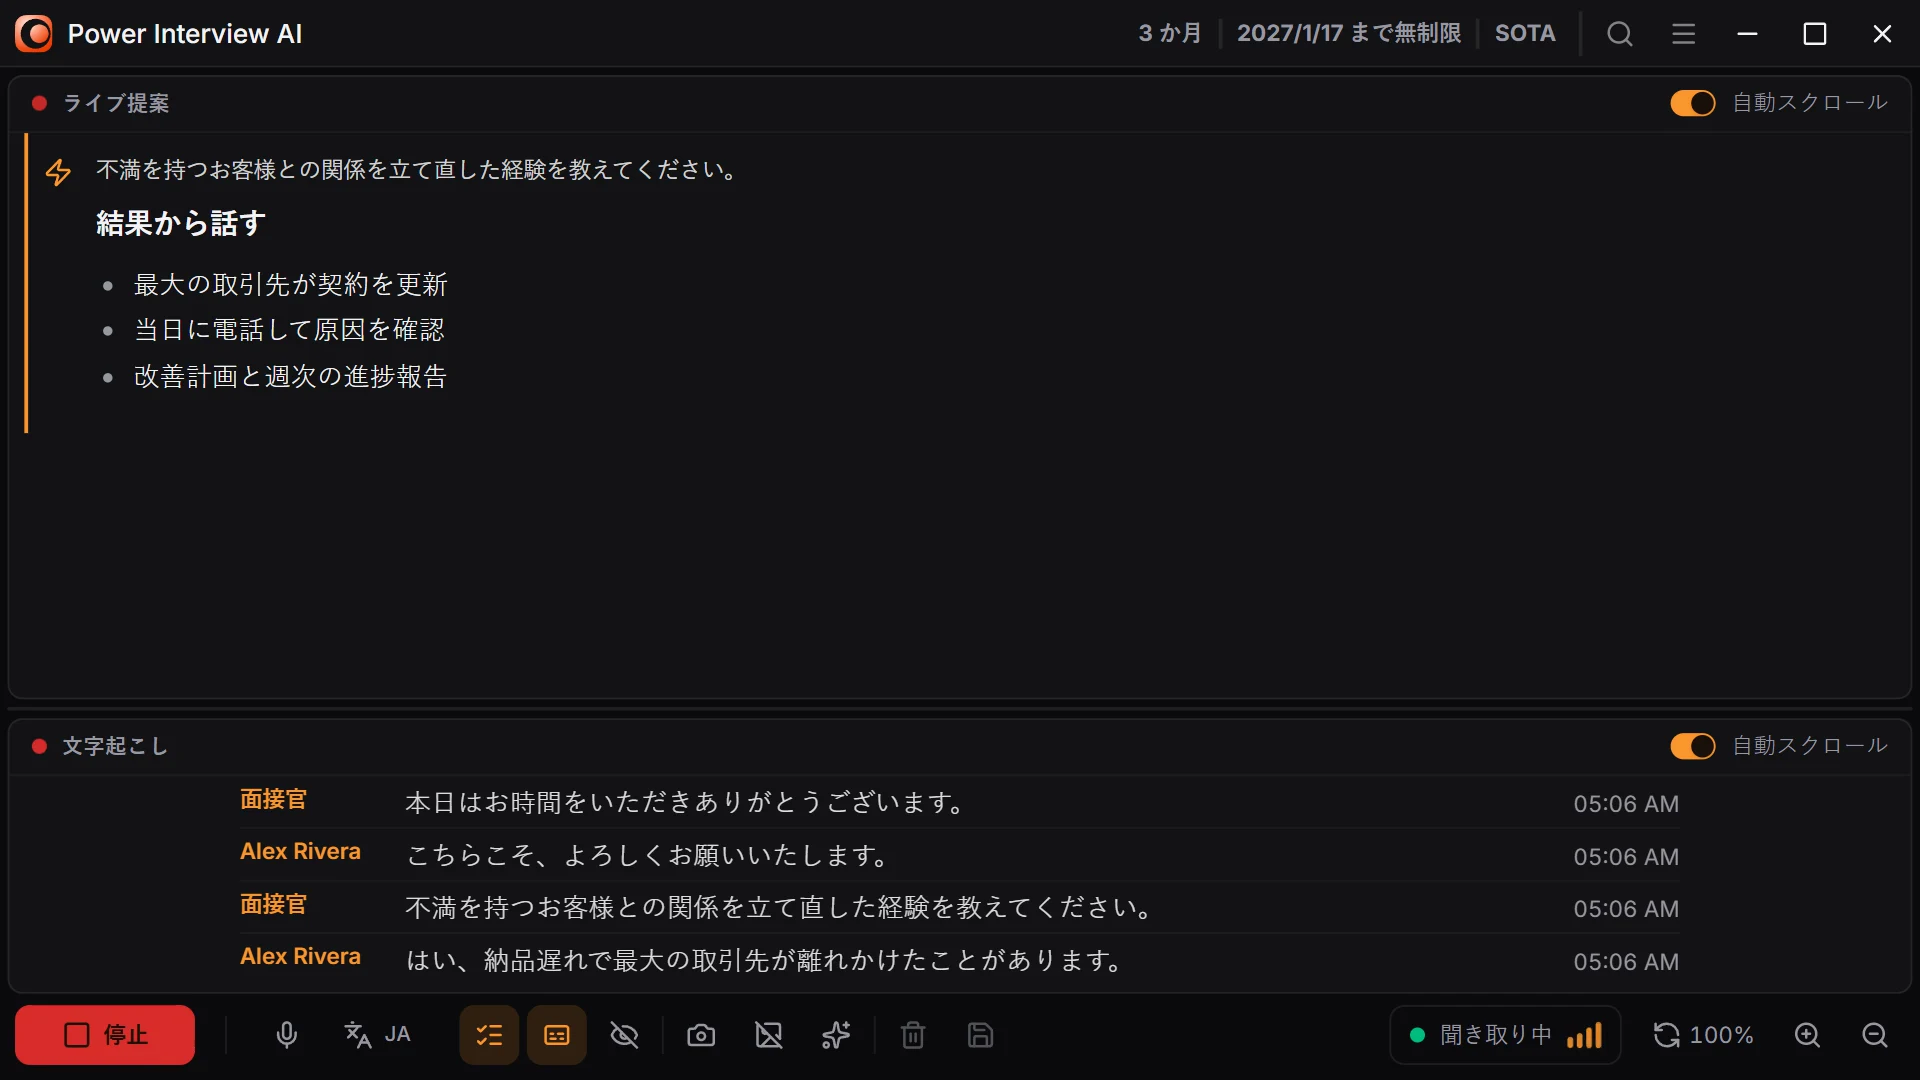 Power Interview AI
3 か月
2027/1/17 まで無制限
SOTA
ライブ提案
自動スクロール
不満を持つお客様との関係を立て直した経験を教えてください。
結果から話す
最大の取引先が契約を更新
当日に電話して原因を確認
改善計画と週次の進捗報告
文字起こし
自動スクロール
面接官 本日はお時間をいただきありがとうございます。 05:06 AM
Alex Rivera こちらこそ、よろしくお願いいたします。 05:06 AM
面接官 不満を持つお客様との関係を立て直した経験を教えてください。 05:06 AM
Alex Rivera はい、納品遅れで最大の取引先が離れかけたことがあります。 05:06 AM
停止
JA
聞き取り中
100%